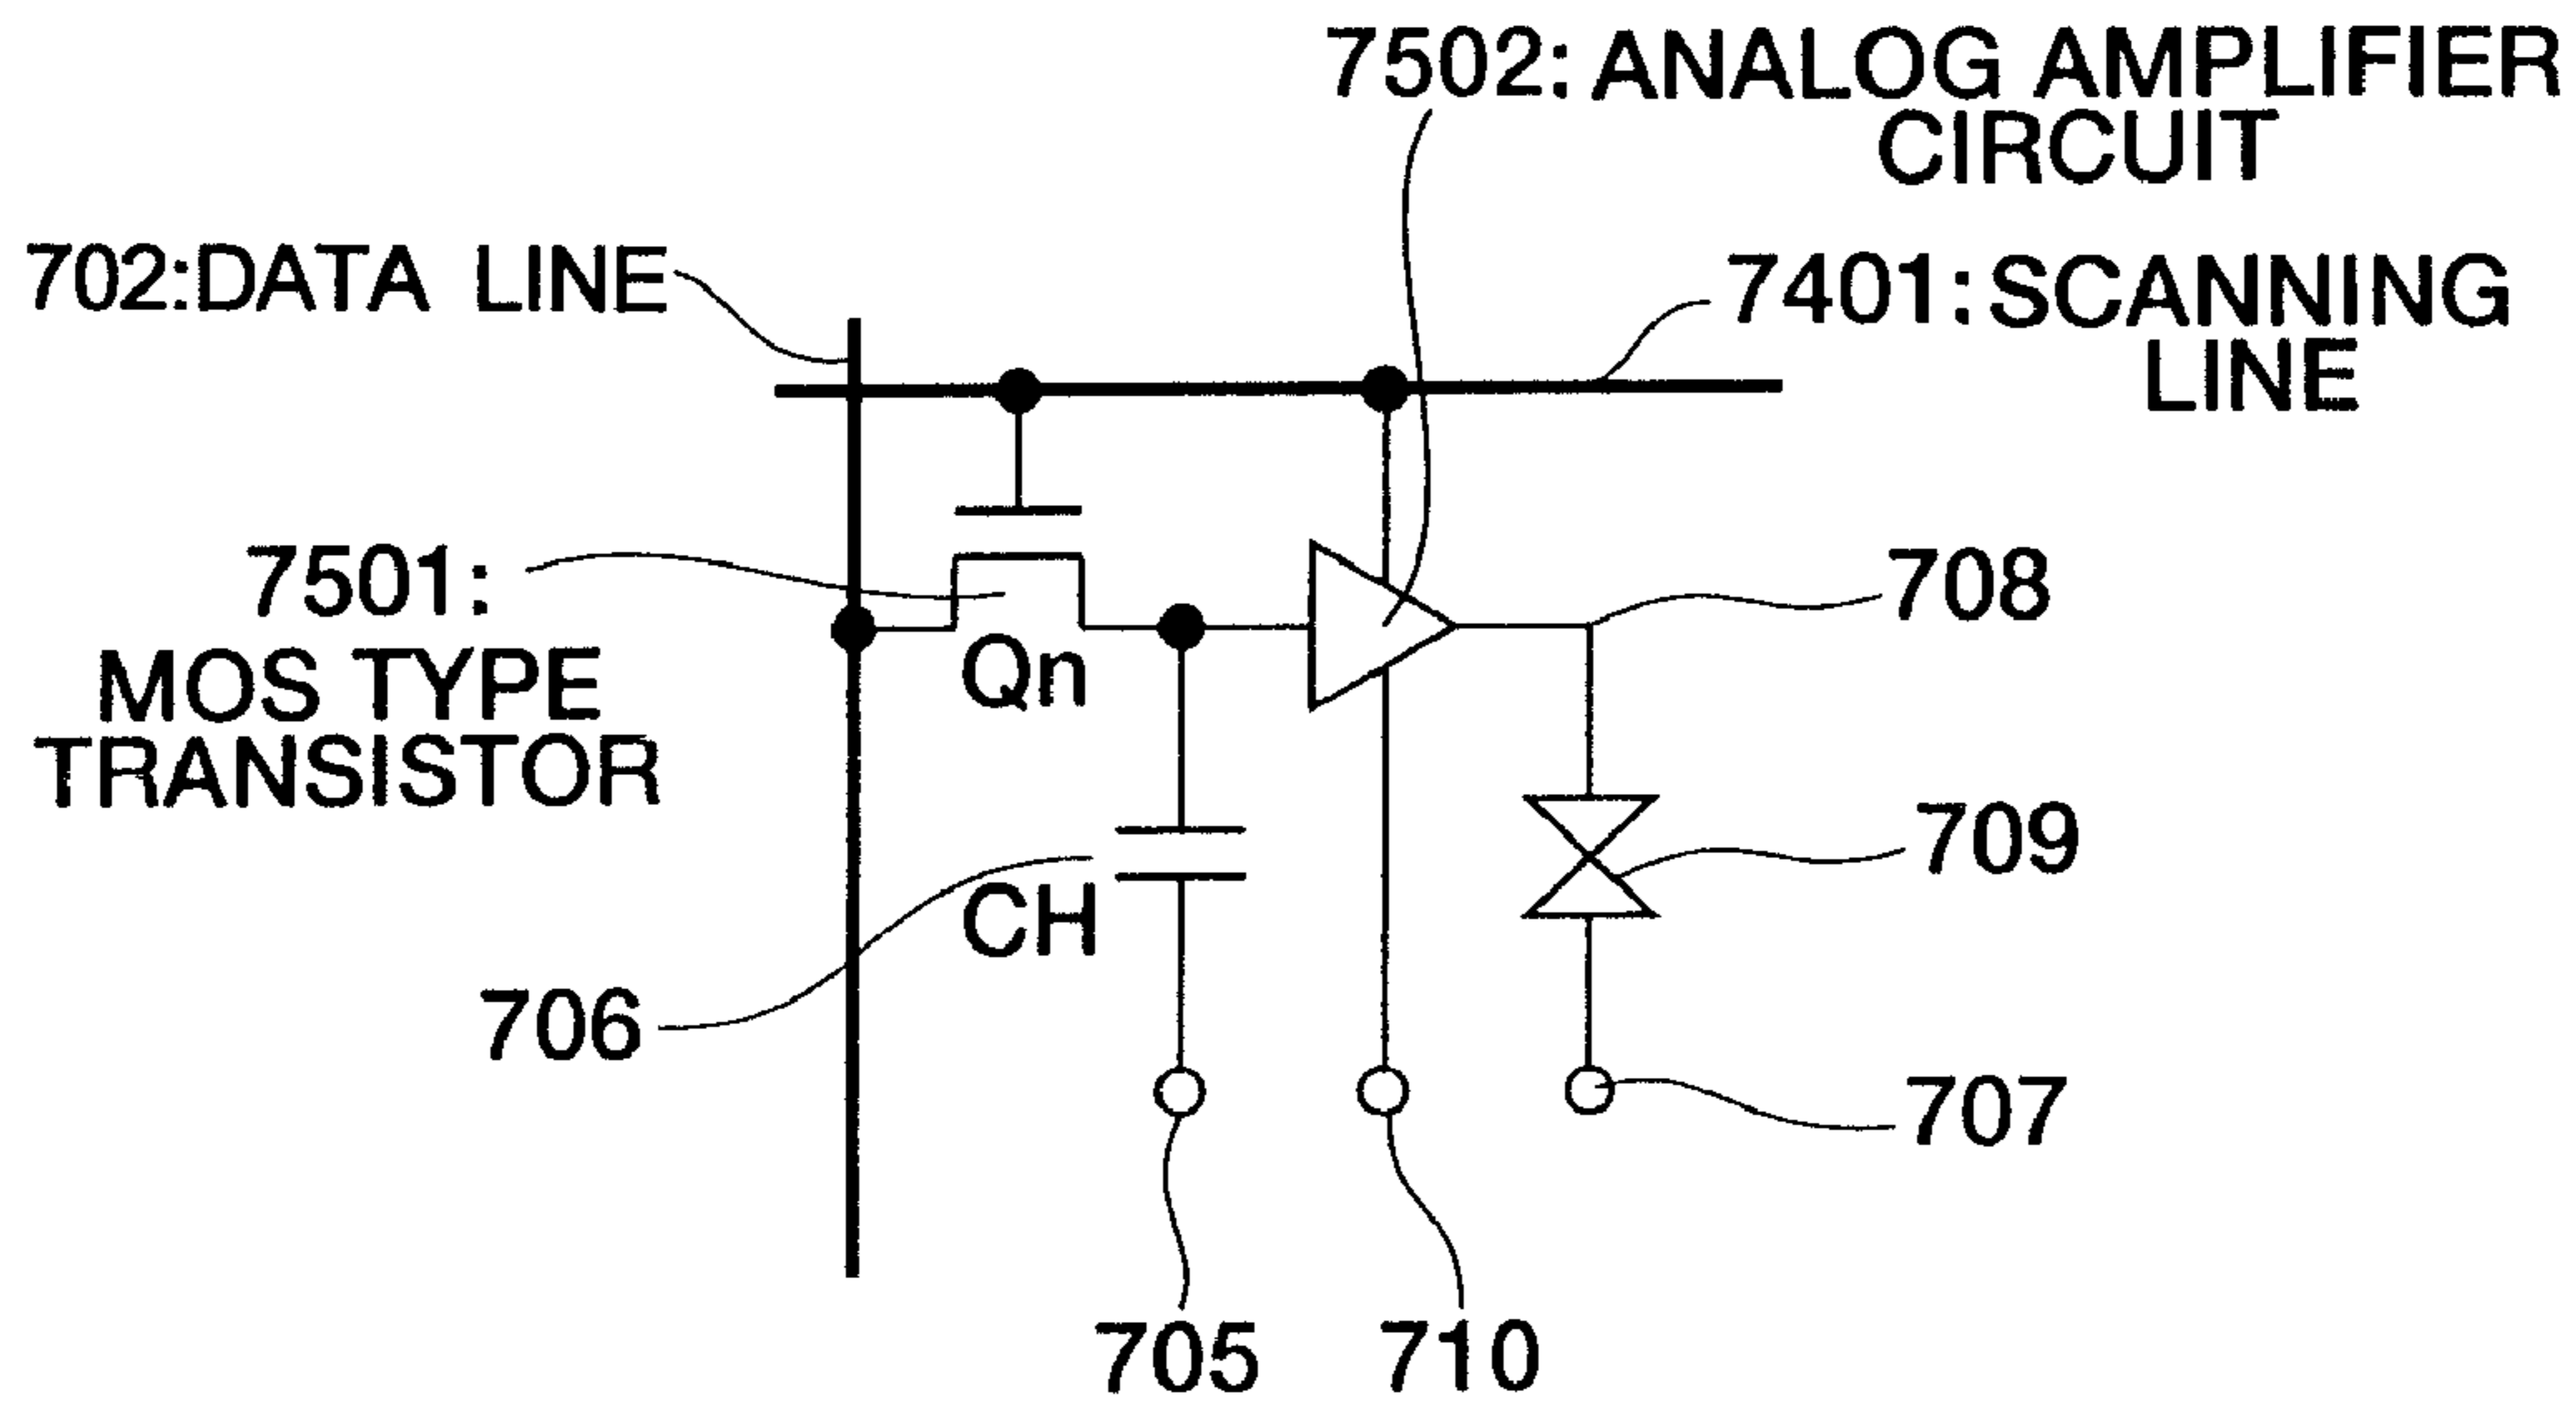 7502: ANALOG AMPLIFIER
CIRCUIT
702:DATA LINE
7401: SCANNING
LINE
7501:
MOS TYPE
TRANSISTOR
Qn
708
709
CH
706
707
705
710